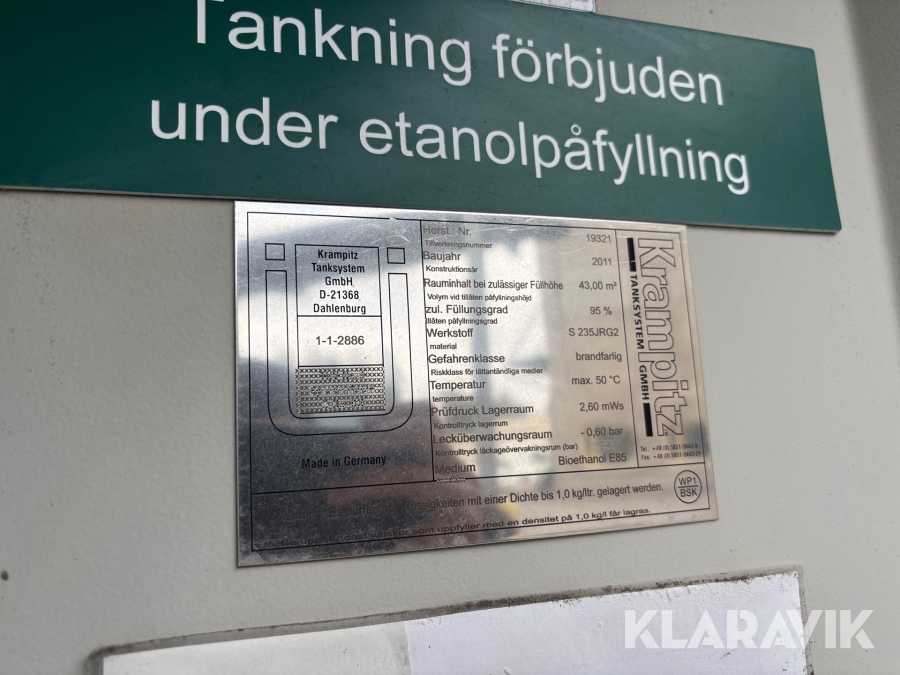 Tankning förbjuden
under etanolpåfyllning
Krampitz
Tanksystem
GmbH
D-21368
Dahlenburg
1-1-2886
Made in Germany
Herst.: Nr. 19321
Tillverkningsnummer
Baujahr 2011
Konstruktionsår
Rauminhalt bei zulässiger Füllhöhe 43,00 m³
Volym vid tillåten påfyllningshöjd
zul. Füllungsgrad 95 %
tillåten påfyllningsgrad
Werkstoff S 235JRG2
material
Gefahrenklasse brandfarlig
Riskklass för lättantändliga medier
Temperatur max. 50 °C
temperature
Prüfdruck Lagerraum 2,60 mWs
Kontrolltryck lagerrum
Lecküberwachungsraum - 0,60 bar
Kontrolltryck läckageövervakningsrum (bar)
Medium Bioethanol E85
Krampitz
TANKSYSTEM GMBH
WP1
BSK
mit einer Dichte bis 1,0 kg/ltr. gelagert werden.
som uppfyller med en densitet på 1,0 kg/l får lagras.
KLARAVIK